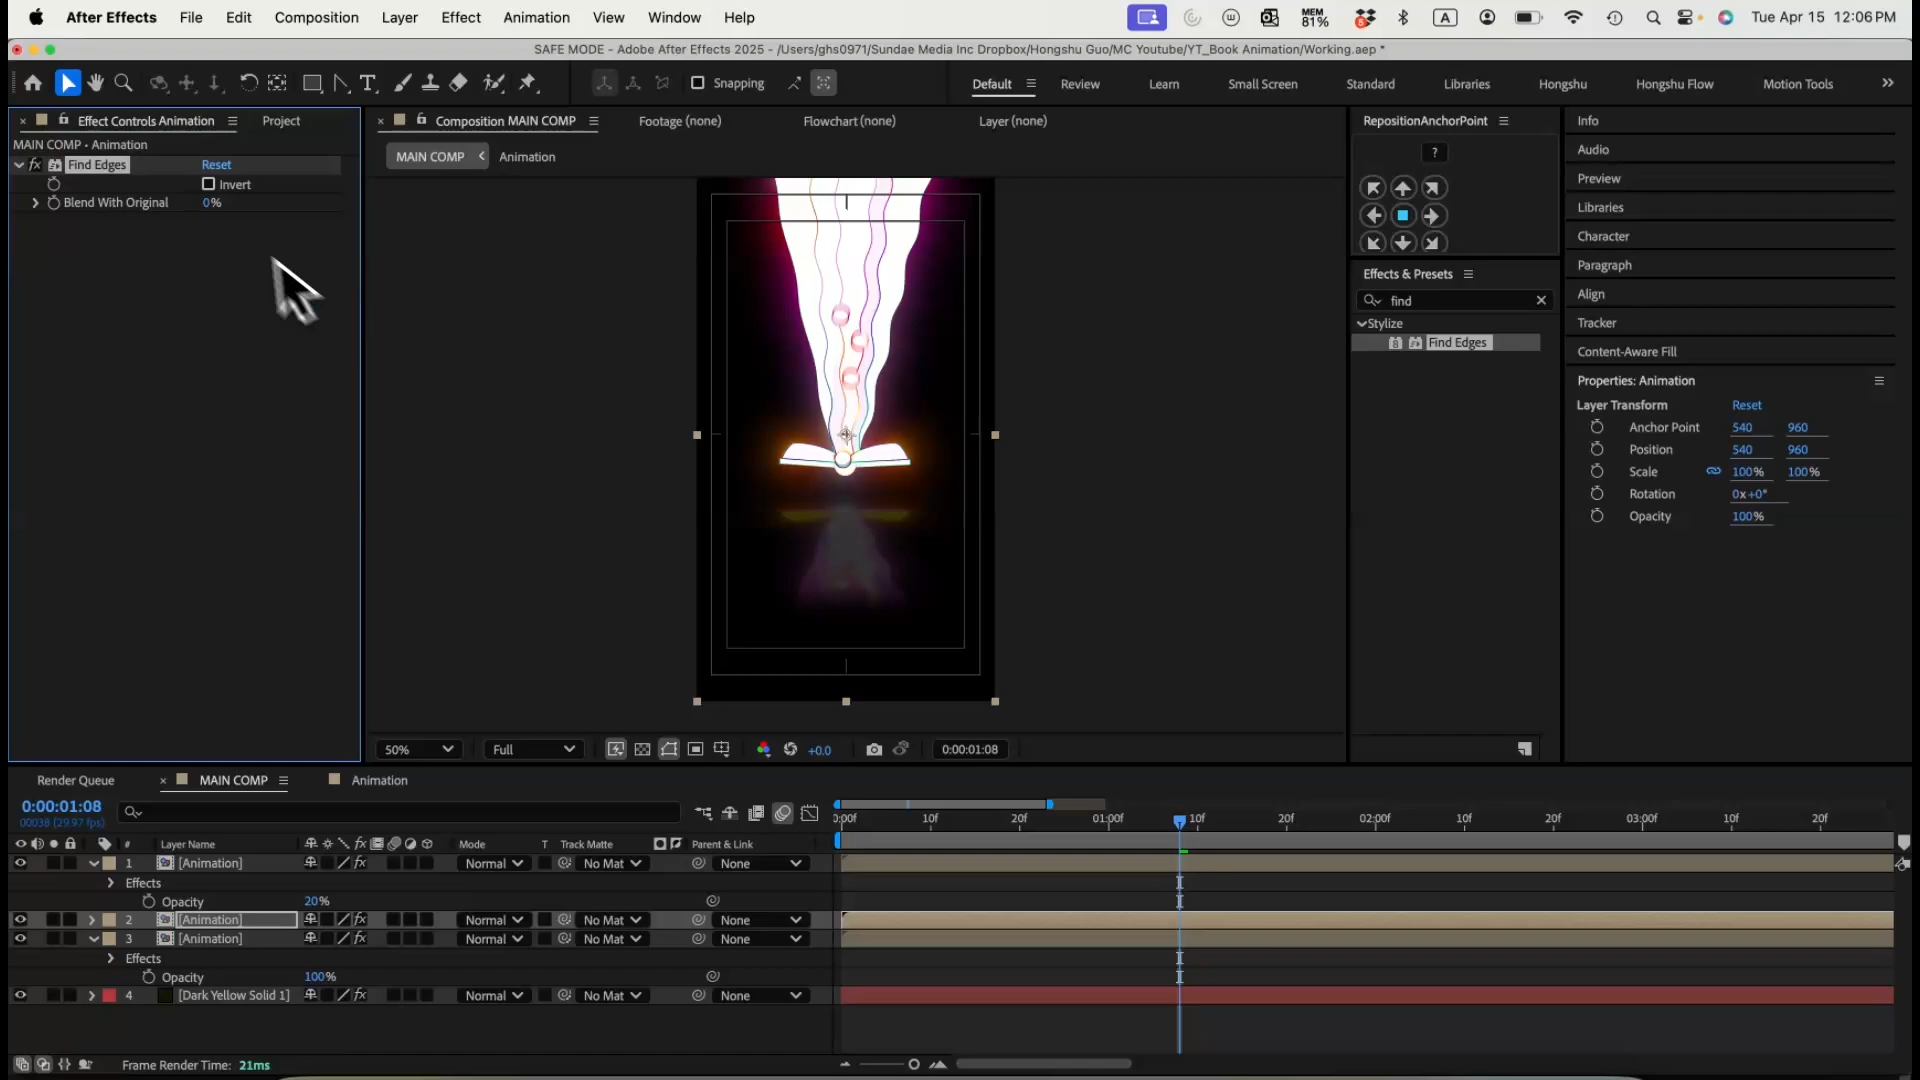 After Effects File Edit Composition Layer Effect Animation View Window Help MEM 81% A Tue Apr 15 12:06 PM
SAFE MODE - Adobe After Effects 2025 - /Users/ghs0971/Sundae Media Inc Dropbox/Hongshu Guo/MC Youtube/YT_Book Animation/Working.aep *
Snapping Default Review Learn Small Screen Standard Libraries Hongshu Hongshu Flow Motion Tools
Effect Controls Animation Project
MAIN COMP • Animation
fx Find Edges Reset
Invert
Blend With Original 0%
Composition MAIN COMP Footage (none) Flowchart (none) Layer (none)
MAIN COMP Animation
50% Full +0.0 0:00:01:08
RepositionAnchorPoint
?
Effects & Presets
find
Stylize
Find Edges
Info
Audio
Preview
Libraries
Character
Paragraph
Align
Tracker
Content-Aware Fill
Properties: Animation
Layer Transform Reset
Anchor Point 540 960
Position 540 960
Scale 100% 100%
Rotation 0x+0°
Opacity 100%
Render Queue MAIN COMP Animation
0:00:01:08
00038 (29.97 fps)
0:00f 10f 20f 01:00f 10f 20f 02:00f 10f 20f 03:00f 10f 20f
# Layer Name fx Mode T Track Matte Parent & Link
1 [Animation] fx Normal No Mat None
Effects
Opacity 20%
2 [Animation] fx Normal No Mat None
3 [Animation] fx Normal No Mat None
Effects
Opacity 100%
4 [Dark Yellow Solid 1] fx Normal No Mat None
Frame Render Time: 21ms